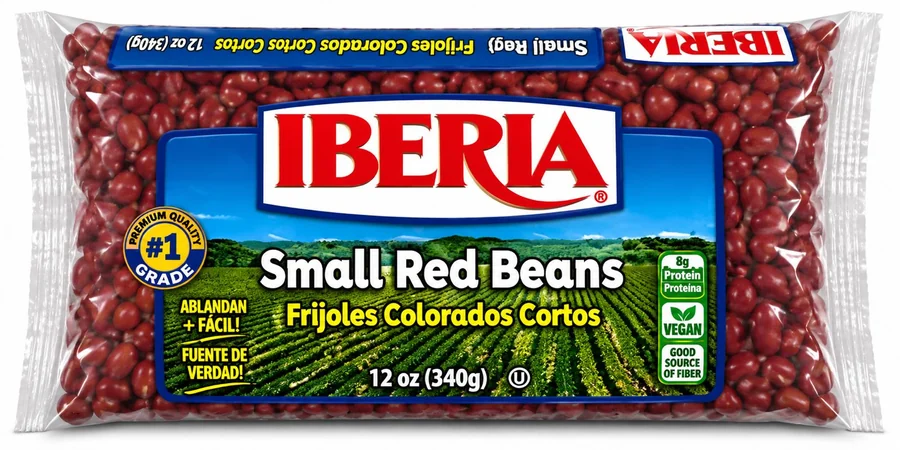 IBERIA®
Small Reg) Frijoles Colorados Cortos Cortos 12 oz (340g)
IBERIA®
PREMIUM QUALITY
#1
GRADE
Small Red Beans
Frijoles Colorados Cortos
ABLANDAN
+ FÁCIL!
FUENTE DE
VERDAD!
12 oz (340g) U
8g
Protein
Proteína
VEGAN
GOOD
SOURCE
OF FIBER